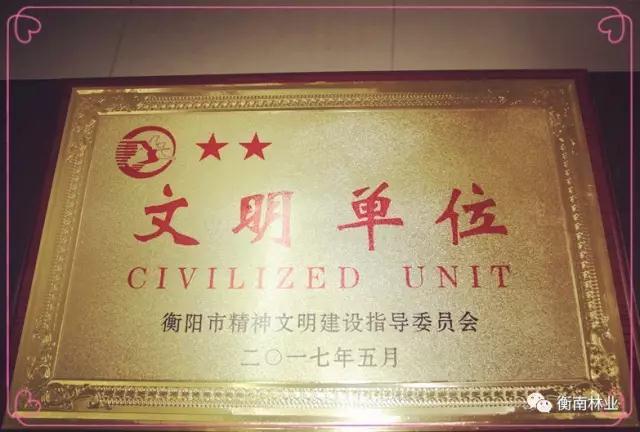 ★★
文明单位
CIVILIZED UNIT
衡阳市精神文明建设指导委员会
二〇一七年五月
衡南林业